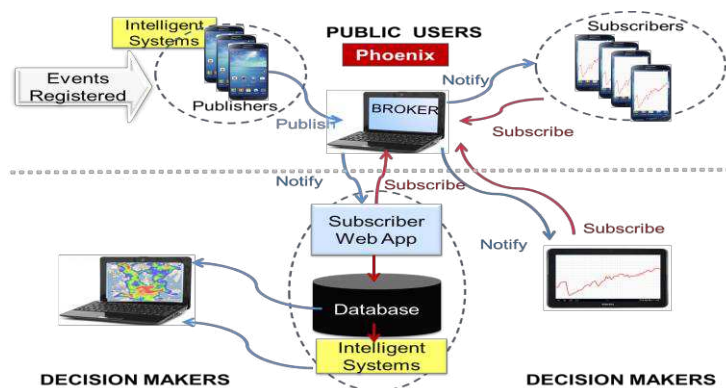 Intelligent
Systems
PUBLIC USERS
Phoenix
Subscribers
Events
Registered
Publishers
Notify
BROKER
Publish
Subscribe
Notify
Subscribe
Subscriber
Web App
Subscribe
Notify
Database
Intelligent
Systems
DECISION MAKERS
DECISION MAKERS